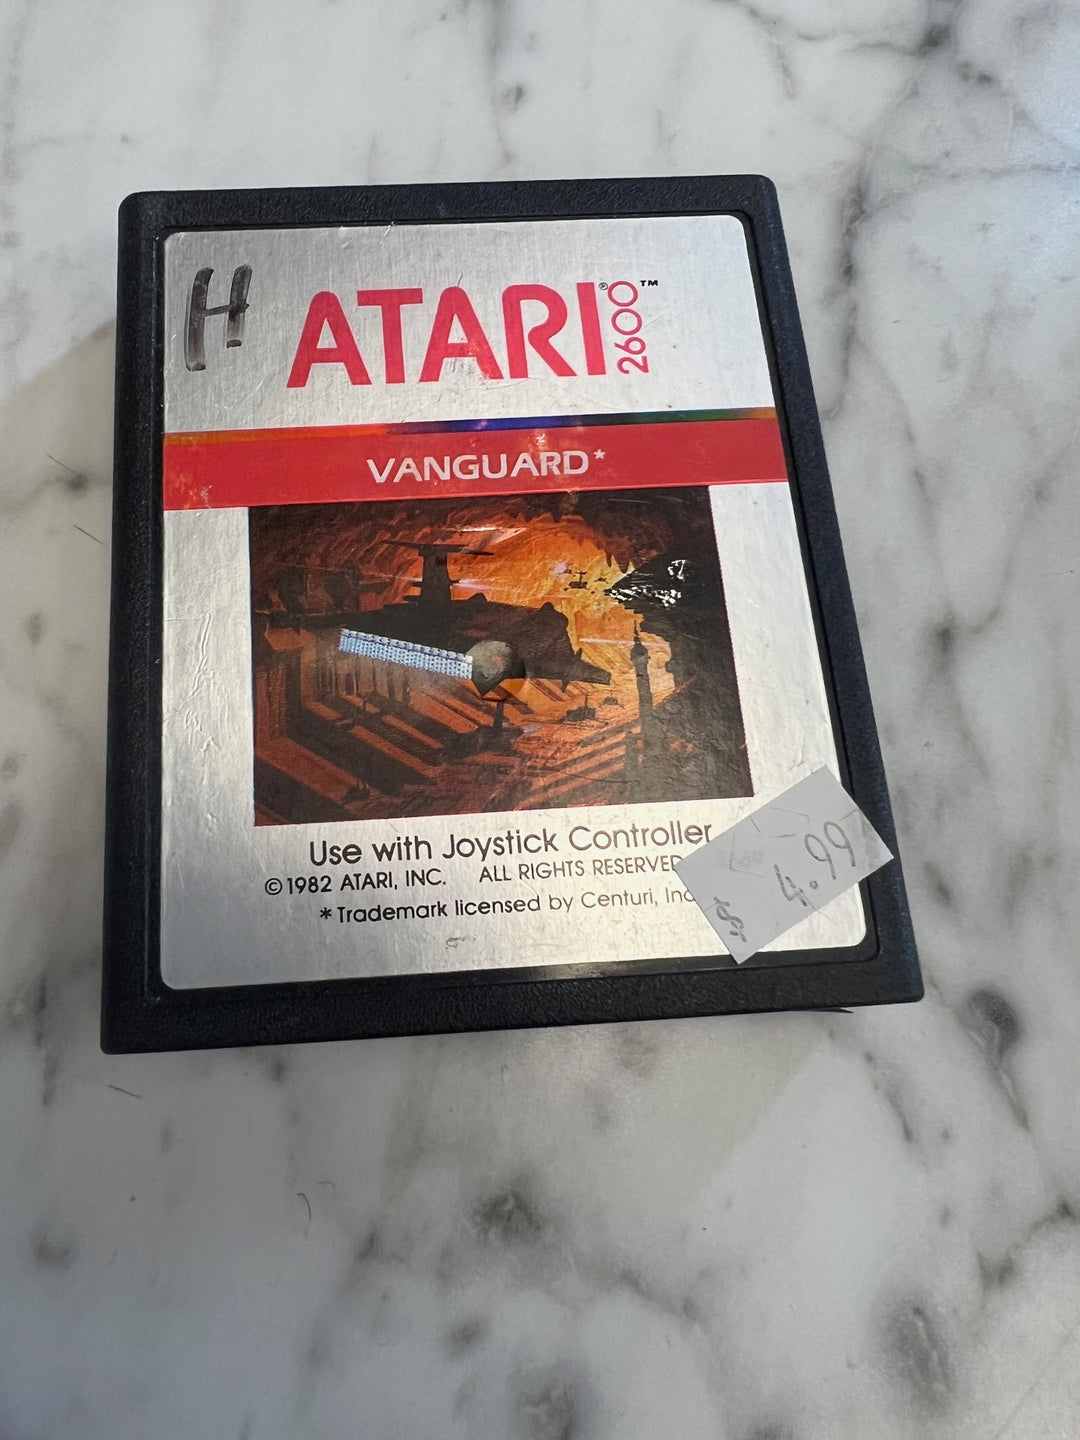 H
ATARI® 2600™
VANGUARD*
Use with Joystick Controller
©1982 ATARI, INC. ALL RIGHTS RESERVED
*Trademark licensed by Centuri, Inc
$ 4.99